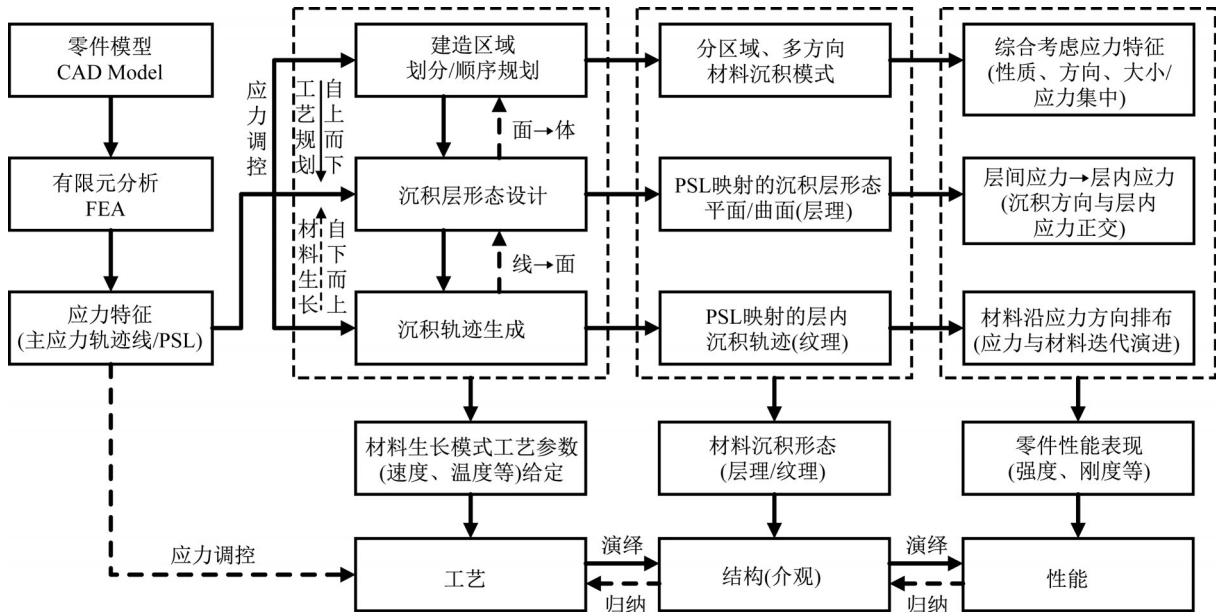 零件模型
CAD Model
有限元分析
FEA
应力特征
(主应力轨迹线/PSL)
应力调控
工艺规划
自上而下
材料生长
自下而上
建造区域
划分/顺序规划
面→体
沉积层形态设计
线→面
沉积轨迹生成
分区域、多方向
材料沉积模式
PSL映射的沉积层形态
平面/曲面(层理)
PSL映射的层内
沉积轨迹(纹理)
综合考虑应力特征
(性质、方向、大小/
应力集中)
层间应力→层内应力
(沉积方向与层内
应力正交)
材料沿应力方向排布
(应力与材料迭代演进)
材料生长模式工艺参数
(速度、温度等)给定
材料沉积形态
(层理/纹理)
零件性能表现
(强度、刚度等)
应力调控
工艺
演绎
归纳
结构(介观)
演绎
归纳
性能